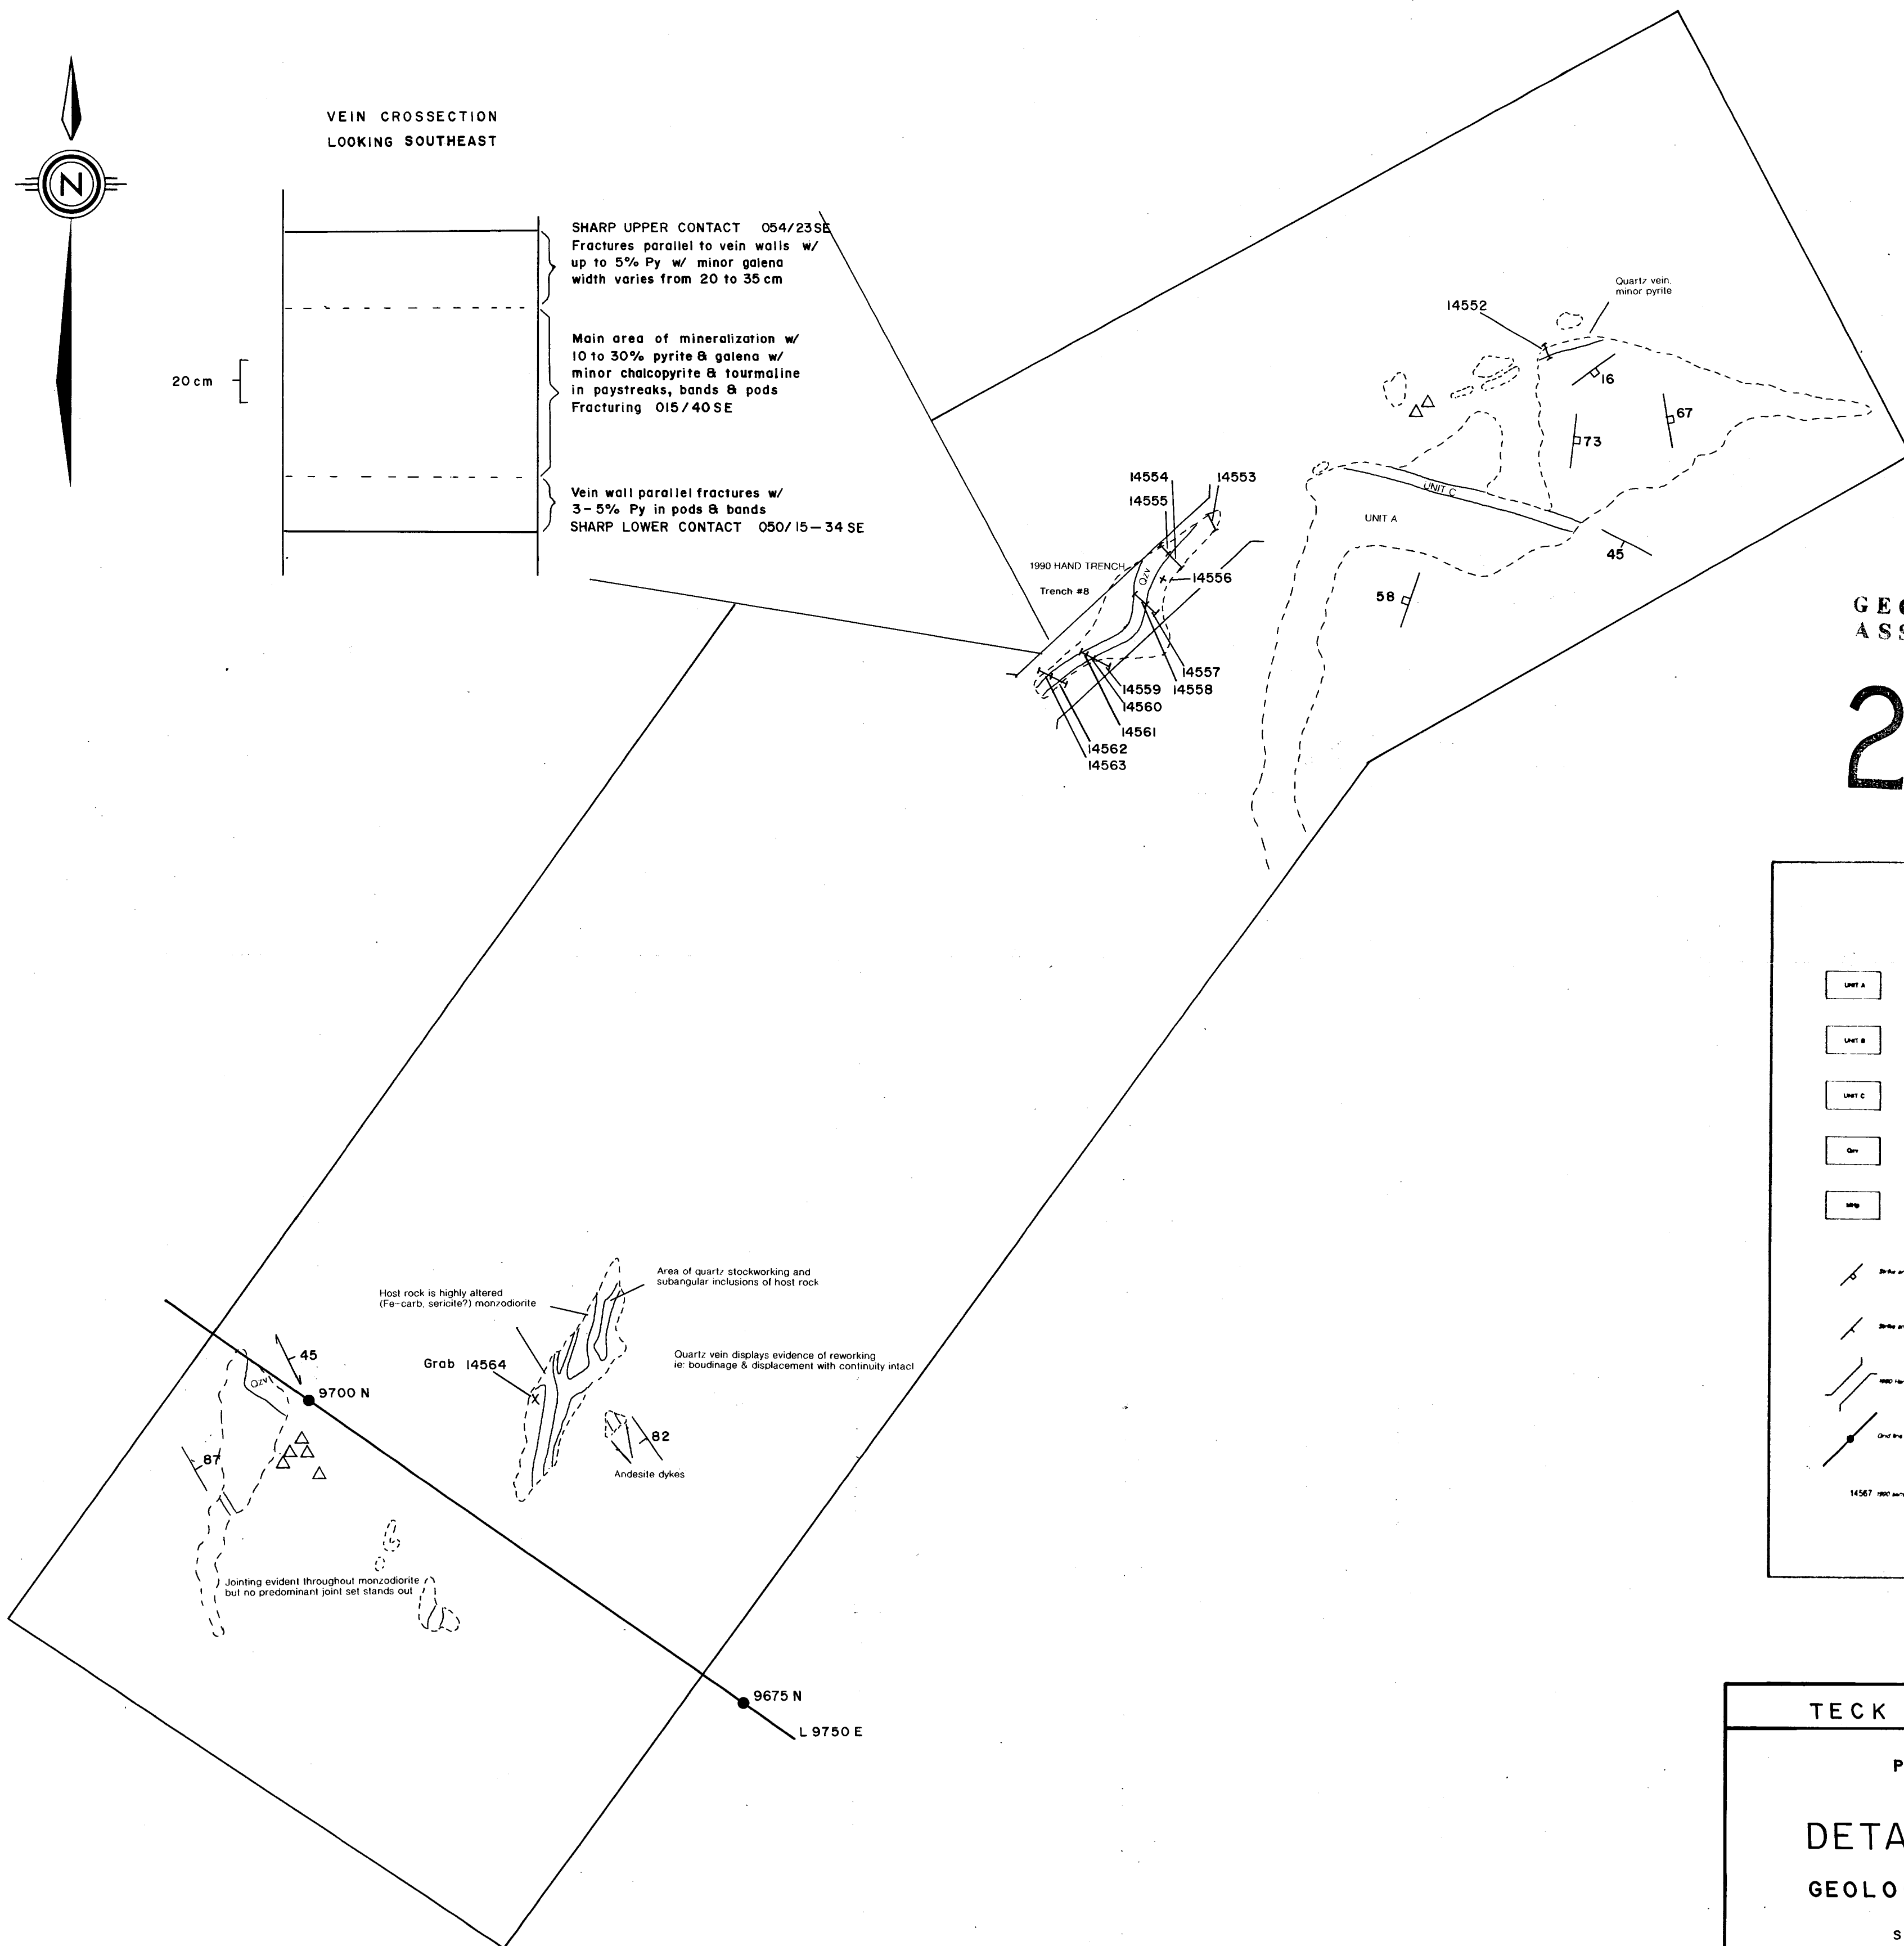 N
VEIN CROSSECTION
LOOKING SOUTHEAST
SHARP UPPER CONTACT 054/23SE
Fractures parallel to vein walls w/
up to 5% Py w/ minor galena
width varies from 20 to 35 cm
20 cm
Main area of mineralization w/
10 to 30% pyrite & galena w/
minor chalcopyrite & tourmaline
in paystreaks, bands & pods
Fracturing 015/40 SE
Vein wall parallel fractures w/
3-5% Py in pods & bands
SHARP LOWER CONTACT 050/15-34 SE
Quartz vein,
minor pyrite
14552
16
67
73
UNIT C
UNIT A
45
58
14554
14553
14555
1990 HAND TRENCH
Trench #8
Qzv
14556
14557
14559
14558
14560
14561
14562
14563
2
UNIT A
UNIT B
UNIT C
Qzv
1990
14567
Area of quartz stockworking and
subangular inclusions of host rock
Host rock is highly altered
(Fe-carb, sericite?) monzodiorite
Quartz vein displays evidence of reworking
ie: boudinage & displacement with continuity intact
Grab 14564
45
Qzv
9700 N
87
82
Andesite dykes
Jointing evident throughout monzodiorite
but no predominant joint set stands out
9675 N
L 9750 E
TECK
P
DETA
GEOLO
S